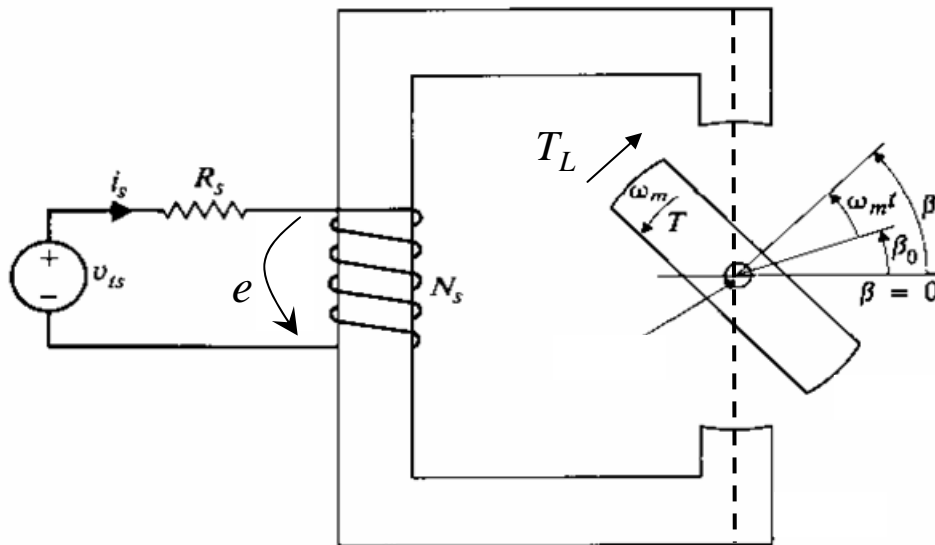 T_L
i_s
R_s
ω_m
T
ω_m t
β
β_0
+
v_ts
−
e
N_s
β = 0